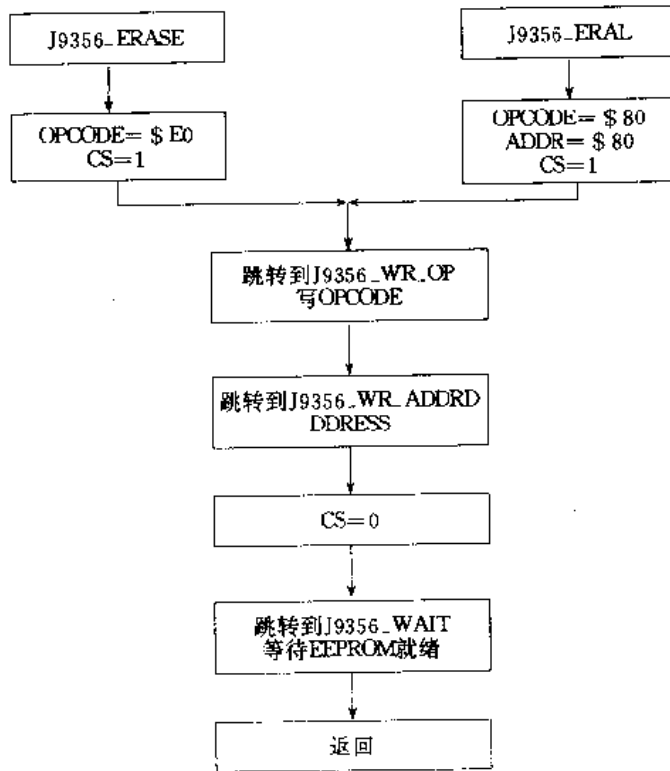 J9356_ERASE
J9356_ERAL
OPCODE=$E0
CS=1
OPCODE=$80
ADDR=$80
CS=1
跳转到J9356_WR_OP
写OPCODE
跳转到J9356_WR_ADDRD
DDRESS
CS=0
跳转到J9356_WAIT
等待EEPROM就绪
返回